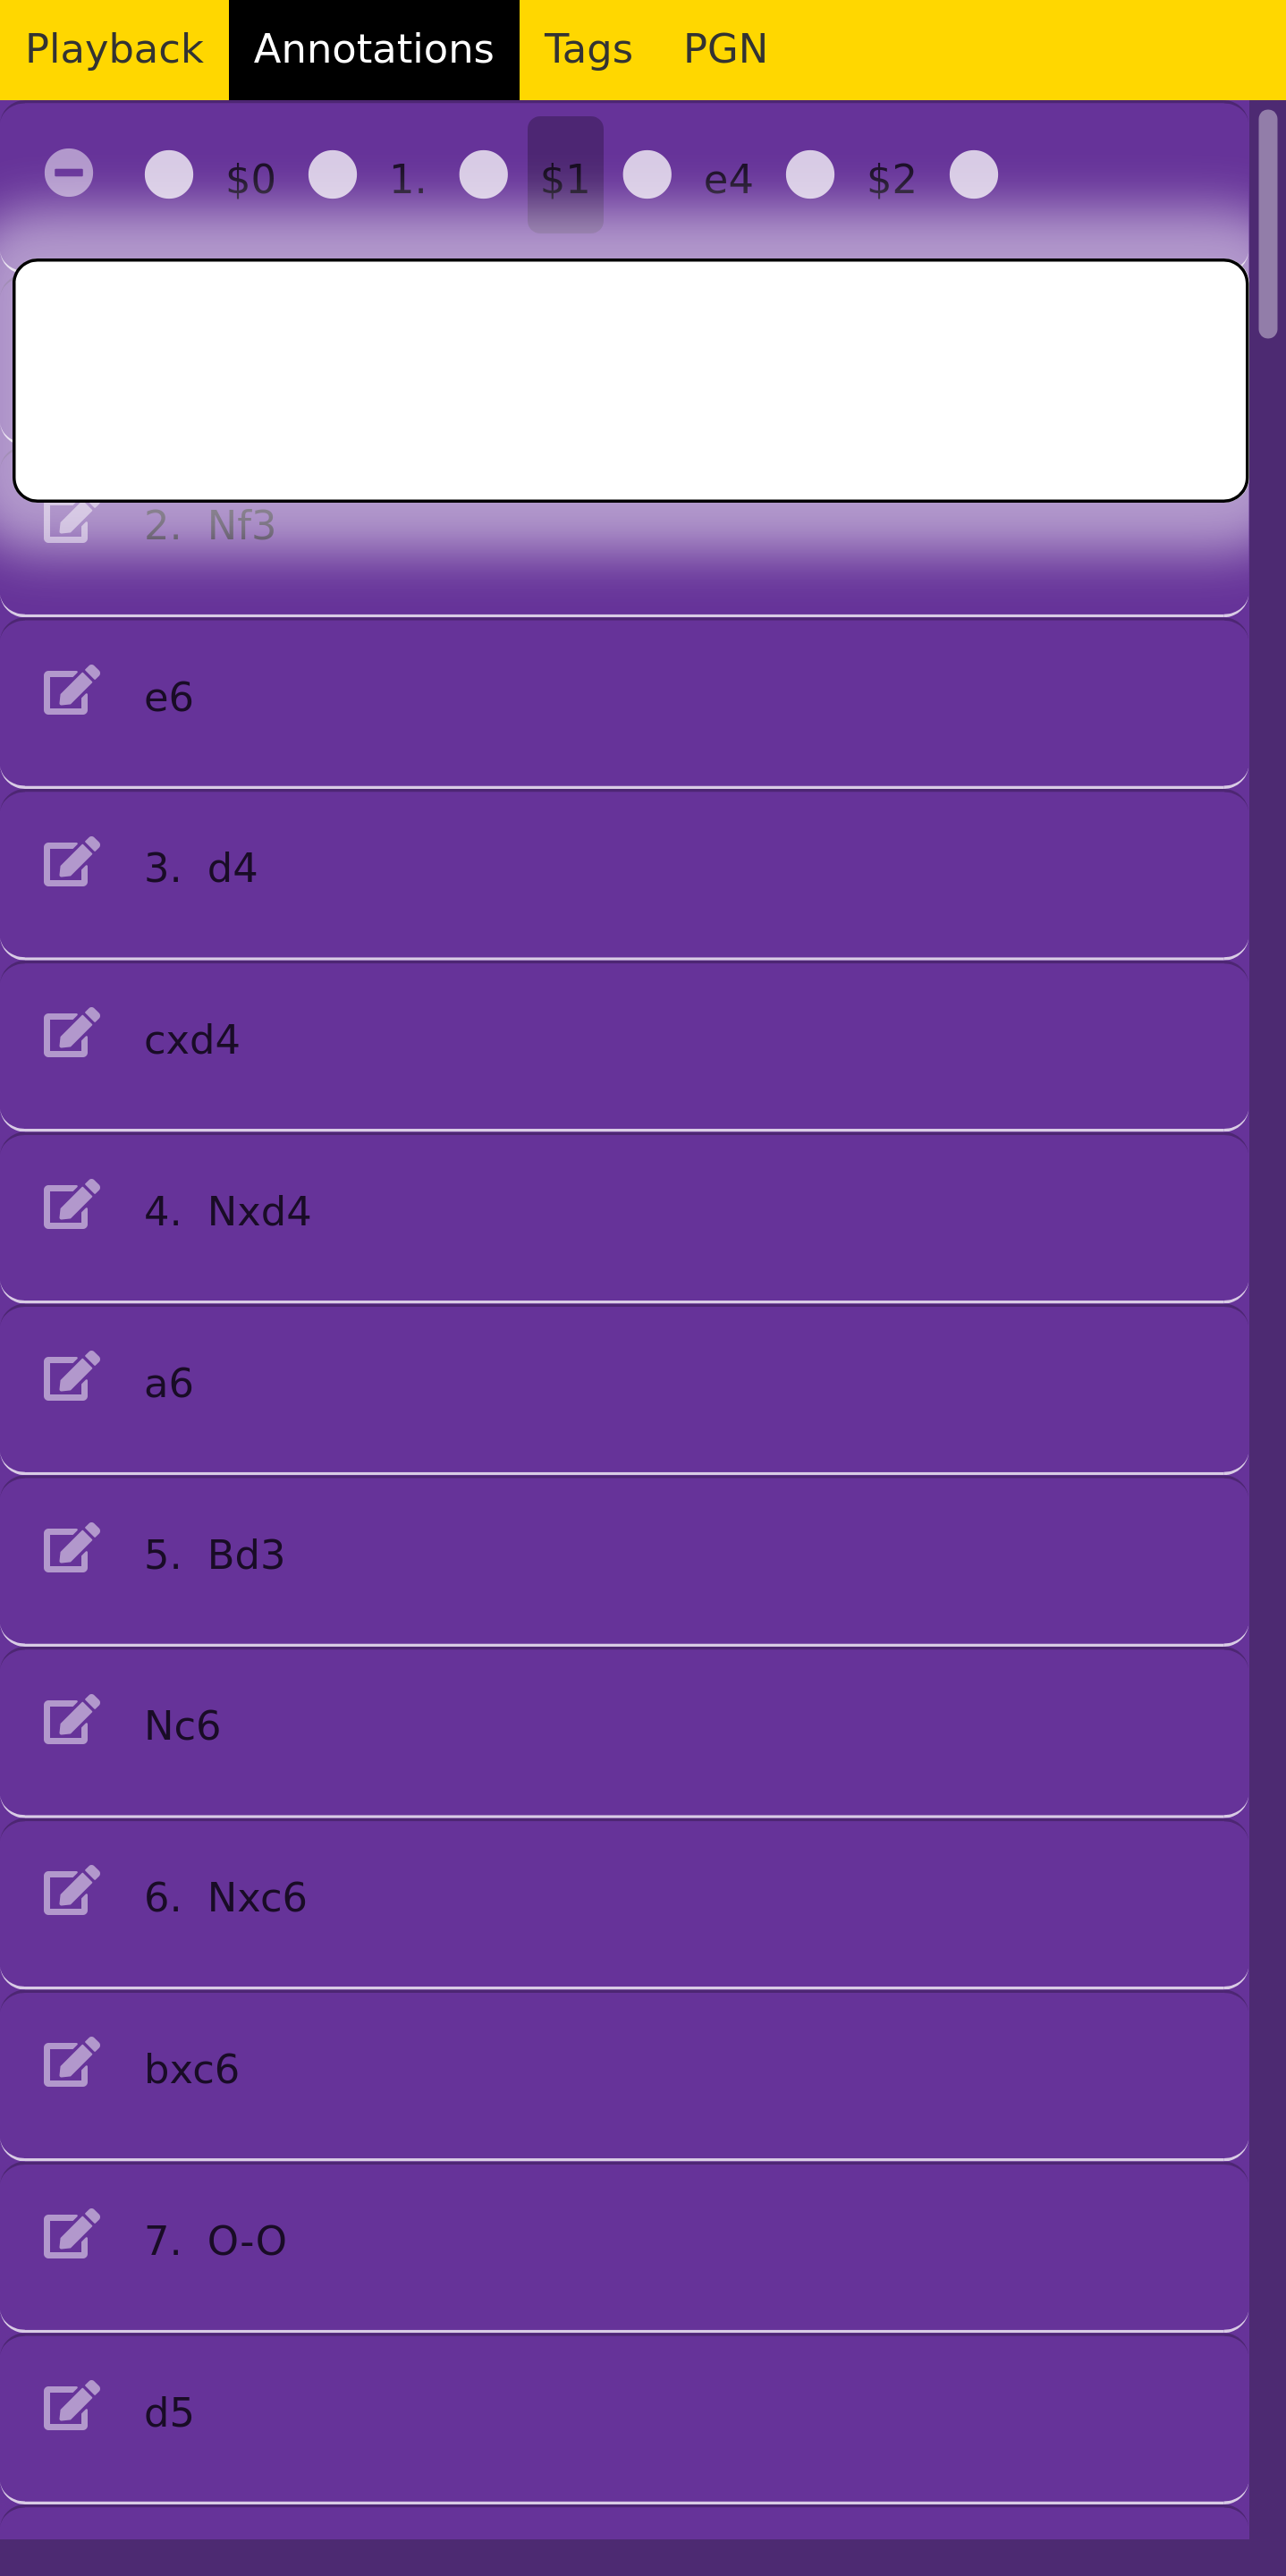 Playback Annotations Tags PGN
$0 1. $1 e4 $2
2. Nf3
e6
3. d4
cxd4
4. Nxd4
a6
5. Bd3
Nc6
6. Nxc6
bxc6
7. O-O
d5